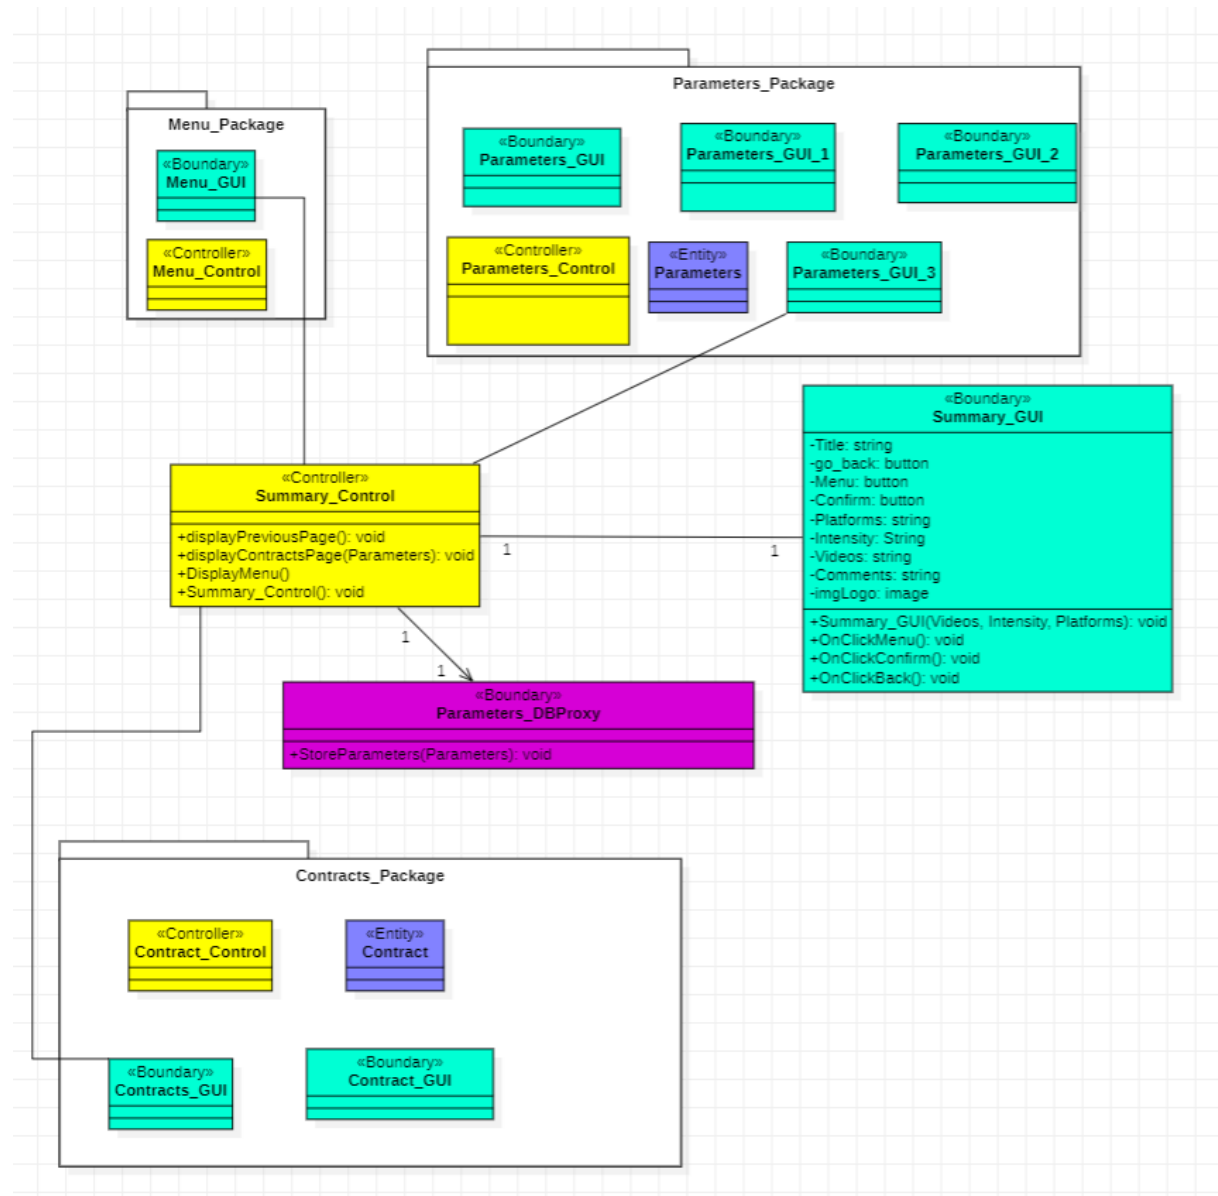 Menu_Package
«Boundary»
Menu_GUI
«Controller»
Menu_Control
Parameters_Package
«Boundary»
Parameters_GUI
«Boundary»
Parameters_GUI_1
«Boundary»
Parameters_GUI_2
«Controller»
Parameters_Control
«Entity»
Parameters
«Boundary»
Parameters_GUI_3
«Boundary»
Summary_GUI
-Title: string
-go_back: button
-Menu: button
-Confirm: button
-Platforms: string
-Intensity: String
-Videos: string
-Comments: string
-imgLogo: image
+Summary_GUI(Videos, Intensity, Platforms): void
+OnClickMenu(): void
+OnClickConfirm(): void
+OnClickBack(): void
«Controller»
Summary_Control
+displayPreviousPage(): void
+displayContractsPage(Parameters): void
+DisplayMenu()
+Summary_Control(): void
1
1
1
1
«Boundary»
Parameters_DBProxy
+StoreParameters(Parameters): void
Contracts_Package
«Controller»
Contract_Control
«Entity»
Contract
«Boundary»
Contracts_GUI
«Boundary»
Contract_GUI